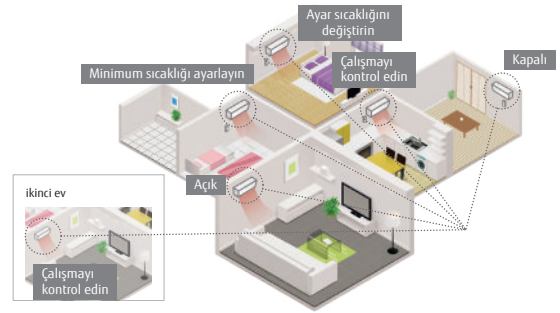 Ayar sıcaklığını
değiştirin
Çalışmayı
kontrol edin
Kapalı
Minimum sıcaklığı ayarlayın
Açık
ikinci ev
Çalışmayı
kontrol edin